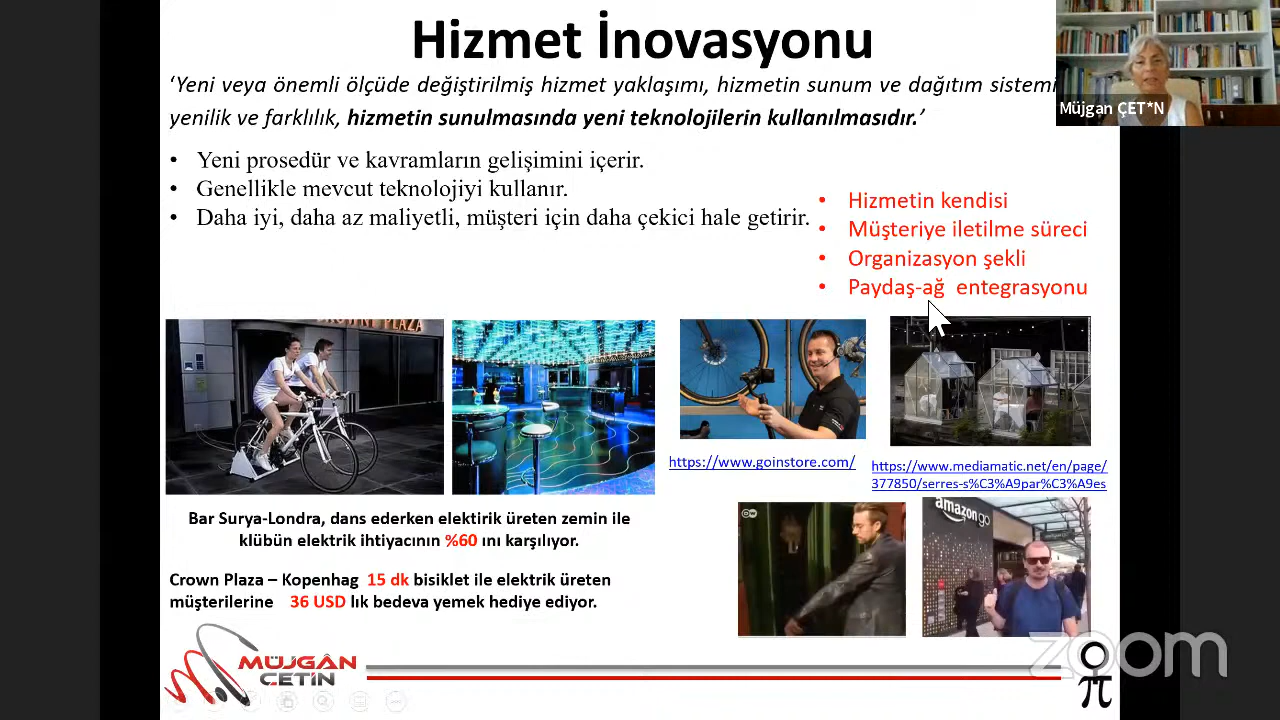 Hizmet İnovasyonu
‘Yeni veya önemli ölçüde değiştirilmiş hizmet yaklaşımı, hizmetin sunum ve dağıtım sistemi
yenilik ve farklılık, hizmetin sunulmasında yeni teknolojilerin kullanılmasıdır.’
Müjgan ÇET*N
• Yeni prosedür ve kavramların gelişimini içerir.
• Genellikle mevcut teknolojiyi kullanır.
• Daha iyi, daha az maliyetli, müşteri için daha çekici hale getirir.
• Hizmetin kendisi
• Müşteriye iletilme süreci
• Organizasyon şekli
• Paydaş-ağ entegrasyonu
PLAZA
https://www.goinstore.com/
https://www.mediamatic.net/en/page/
377850/serres-s%C3%A9par%C3%A9es
Bar Surya-Londra, dans ederken elektirik üreten zemin ile
klübün elektrik ihtiyacının %60 ını karşılıyor.
Crown Plaza – Kopenhag 15 dk bisiklet ile elektrik üreten
müşterilerine 36 USD lık bedeva yemek hediye ediyor.
DW
amazon go
MÜJGÂN
ÇETİN
zoom
π